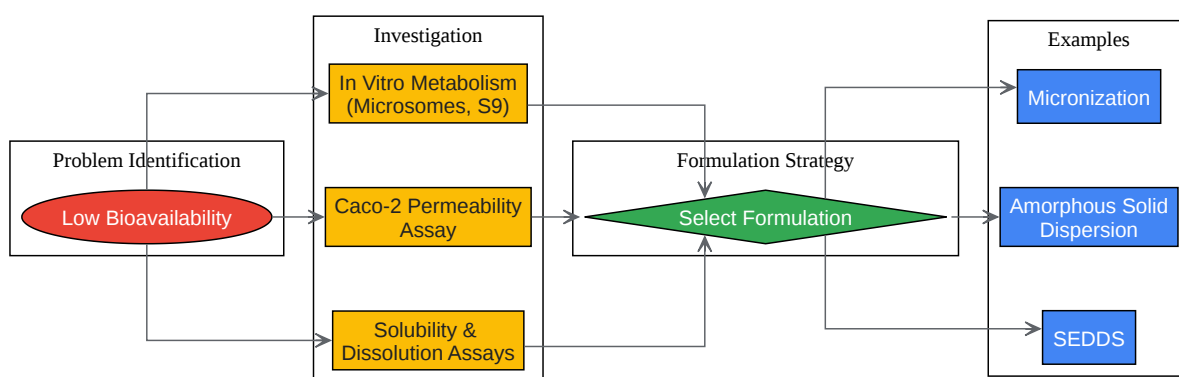 Problem Identification
Low Bioavailability
Investigation
In Vitro Metabolism
(Microsomes, S9)
Caco-2 Permeability
Assay
Solubility &
Dissolution Assays
Formulation Strategy
Select Formulation
Examples
Micronization
Amorphous Solid
Dispersion
SEDDS